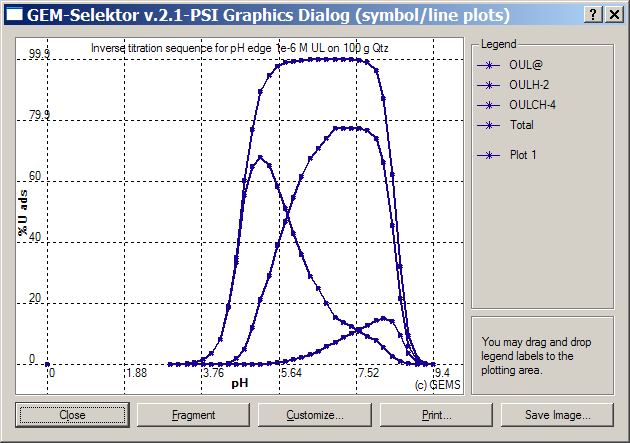 GEM-Selektor v.2.1-PSI Graphics Dialog (symbol/line plots)
Inverse titration sequence for pH edge 1e-6 M UL on 100 g Qtz
99.9
79.9
60
40
20
0
%U ads
0 1.88 3.76 5.64 7.52 9.4
pH
(c) GEMS
Legend
OUL@
OULH-2
OULCH-4
Total
Plot 1
You may drag and drop
legend labels to the
plotting area.
Close Fragment Customize... Print... Save Image...